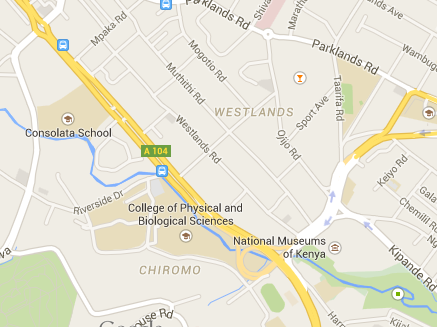 Parklands Rd
Mpaka Rd
Mogotio Rd
Muthithi Rd
Parklands Rd
WESTLANDS
Sport Ave
Taarifa Rd
Consolata School
Westlands Rd
Ojijo Rd
A 104
Riverside Dr
College of Physical and
Biological Sciences
National Museums
of Kenya
CHIROMO
Kipande Rd
Kelyo Rd
Chemilil Rd